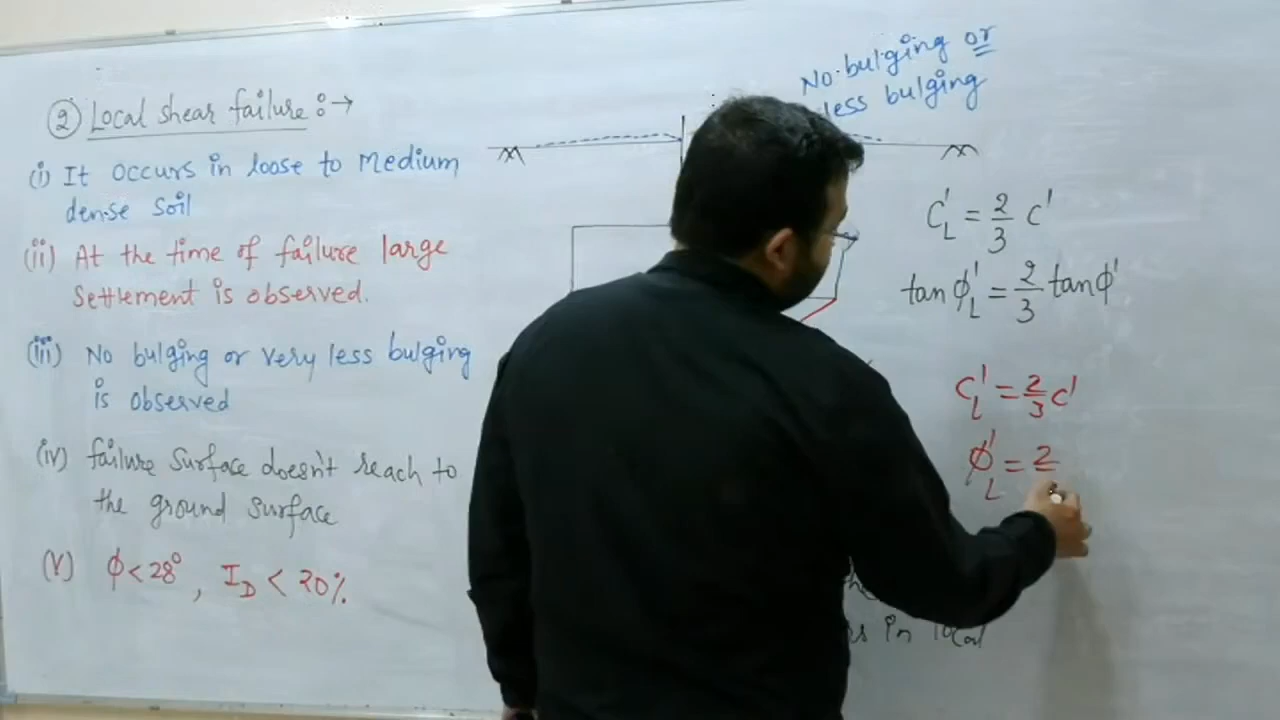 ② Local shear failure :→
(i) It occurs in loose to Medium
dense soil
(ii) At the time of failure large
Settlement is observed.
(iii) No bulging or very less bulging
is observed
(iv) failure surface doesn't reach to
the ground surface
(V) ϕ < 28°, I_D < 20%
No bulging or
less bulging
C'_L = 2/3 c'
tan ϕ'_L = 2/3 tan ϕ'
C'_L = 2/3 c'
ϕ'_L = 2
in local